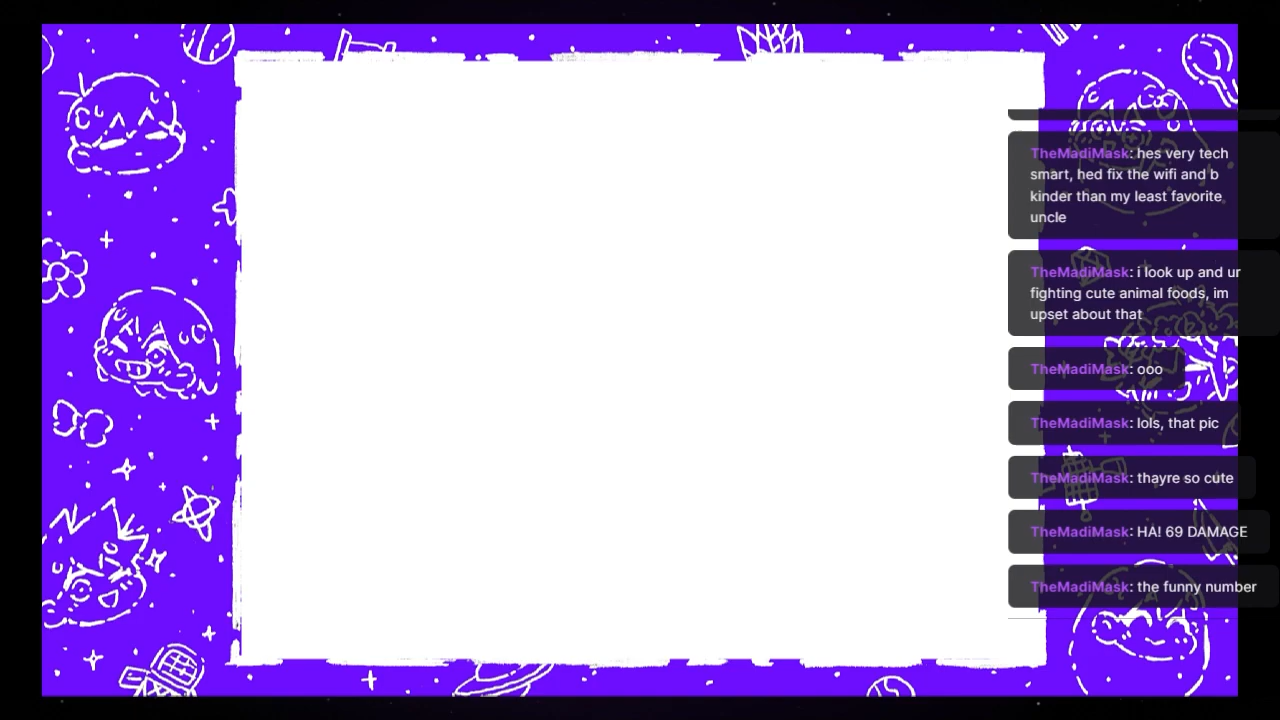 TheMadiMask: hes very tech
smart, hed fix the wifi and b
kinder than my least favorite
uncle
TheMadiMask: i look up and ur
fighting cute animal foods, im
upset about that
TheMadiMask: ooo
TheMadiMask: lols, that pic
TheMadiMask: thayre so cute
TheMadiMask: HA! 69 DAMAGE
TheMadiMask: the funny number